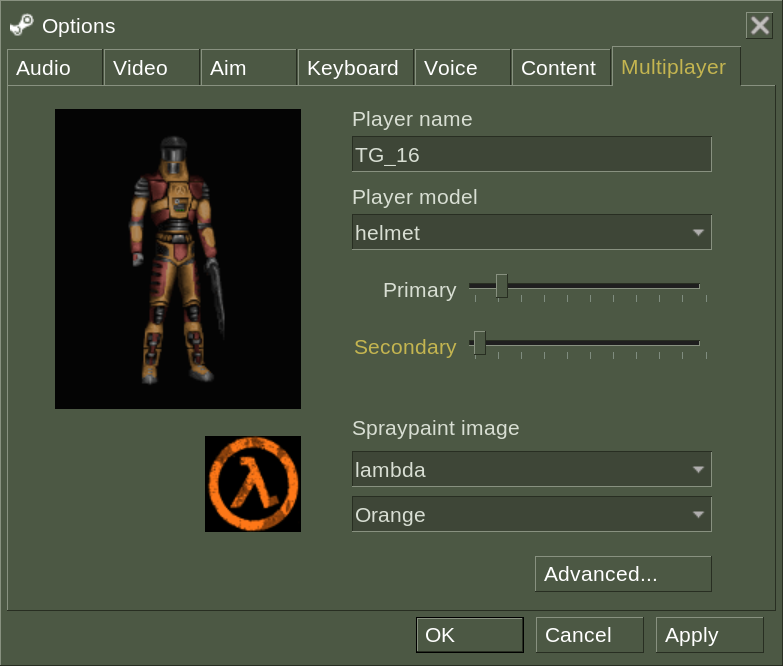 Options
Audio Video Aim Keyboard Voice Content Multiplayer
Player name
TG_16
Player model
helmet
Primary
Secondary
Spraypaint image
lambda
Orange
Advanced...
OK Cancel Apply